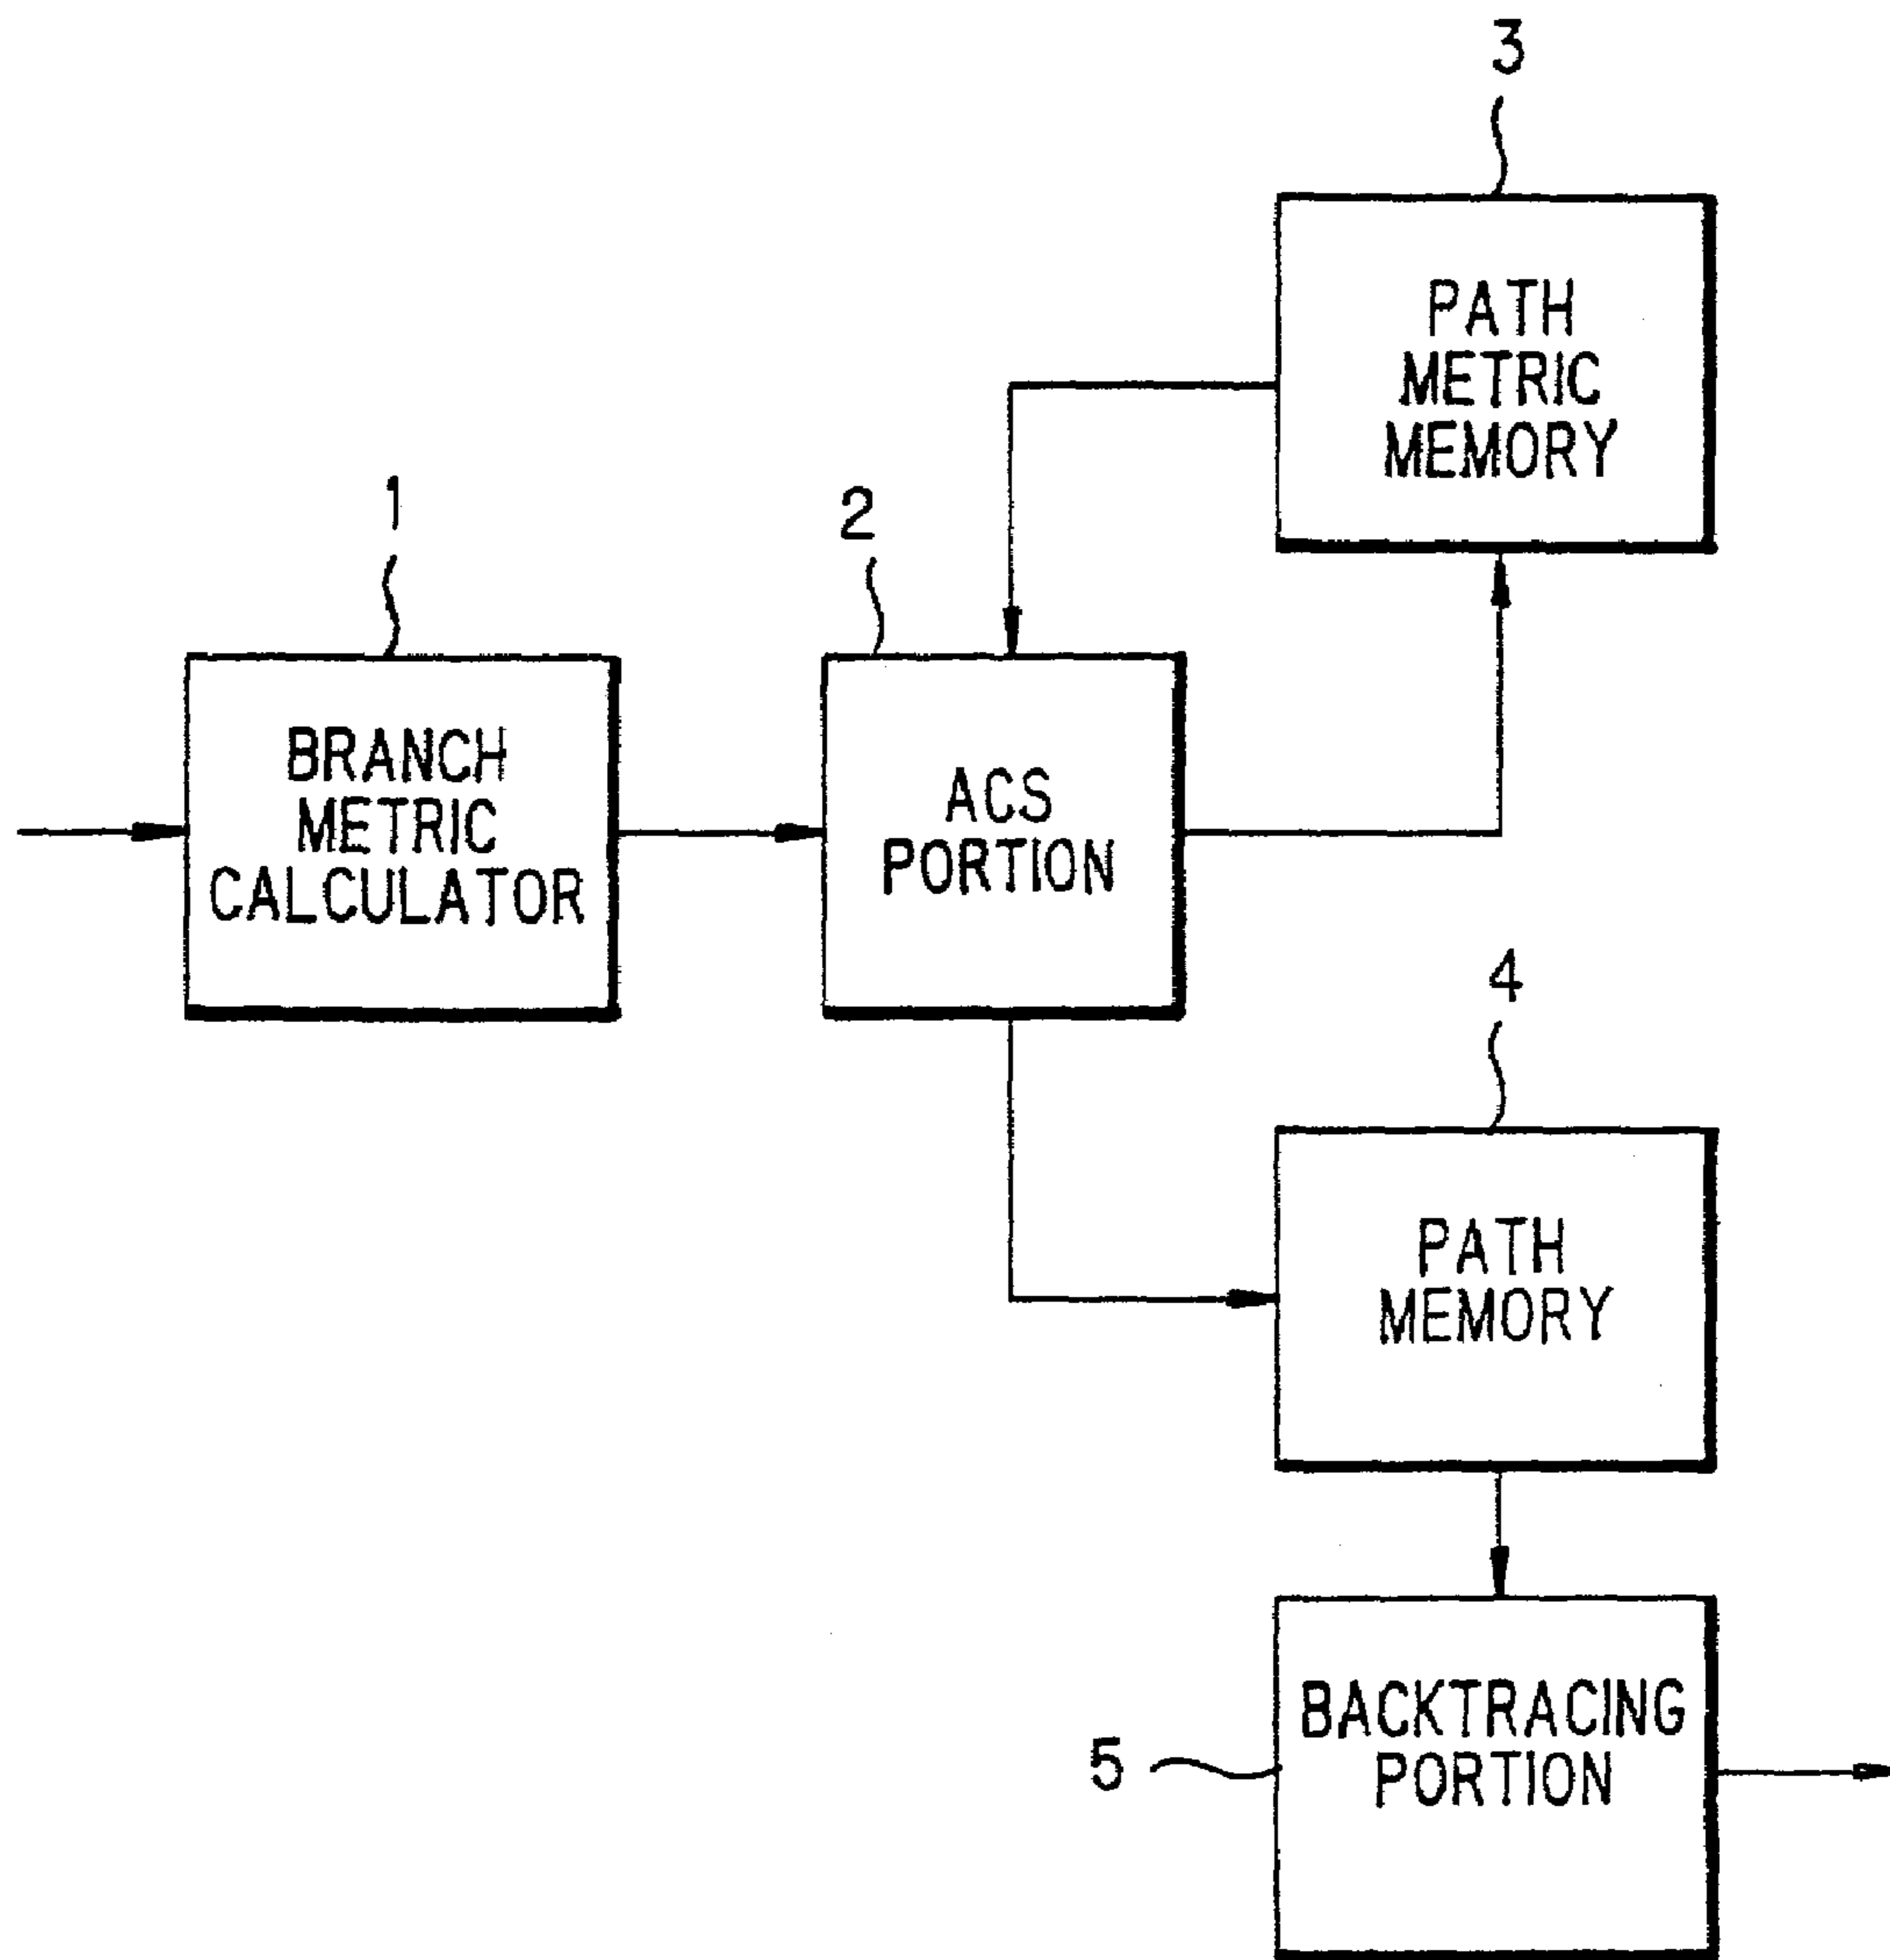 3
PATH
METRIC
MEMORY
1
2
BRANCH
METRIC
CALCULATOR
ACS
PORTION
4
PATH
MEMORY
5
BACKTRACING
PORTION